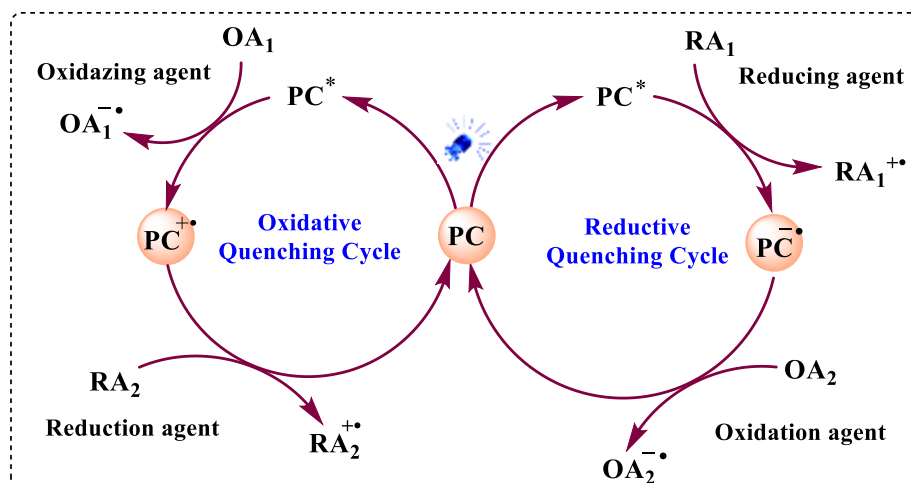 OA₁
RA₁
Oxidazing agent
Reducing agent
PC*
PC*
OA₁⁻•
RA₁⁺•
Oxidative
Quenching Cycle
Reductive
Quenching Cycle
PC⁺•
PC
PC⁻•
RA₂
OA₂
Reduction agent
Oxidation agent
RA₂⁺•
OA₂⁻•